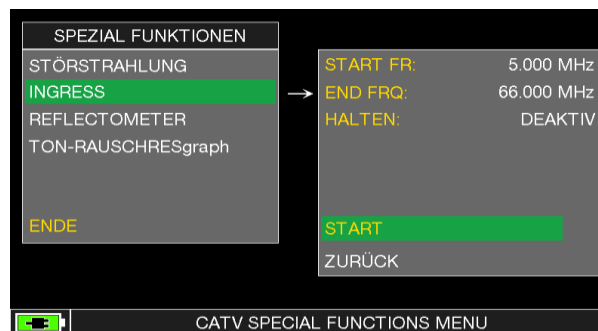 SPEZIAL FUNKTIONEN
STÖRSTRAHLUNG
INGRESS
REFLECTOMETER
TON-RAUSCHRESgraph
ENDE
START FR: 5.000 MHz
END FRQ: 66.000 MHz
HALTEN: DEAKTIV
START
ZURÜCK
CATV SPECIAL FUNCTIONS MENU